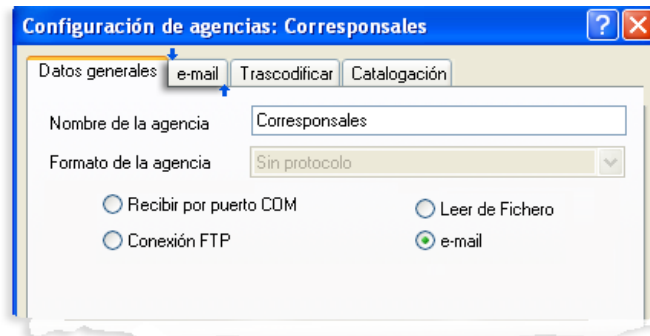 Configuración de agencias: Corresponsales
Datos generales e-mail Trascodificar Catalogación
Nombre de la agencia Corresponsales
Formato de la agencia Sin protocolo
Recibir por puerto COM Leer de Fichero
Conexión FTP e-mail